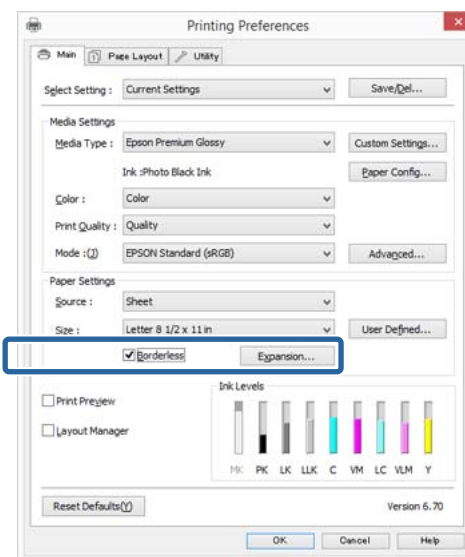 Printing Preferences
Main Page Layout Utility
Select Setting : Current Settings Save/Del...
Media Settings
Media Type : Epson Premium Glossy Custom Settings...
Ink :Photo Black Ink Paper Config...
Color : Color
Print Quality : Quality
Mode :(J) EPSON Standard (sRGB) Advanced...
Paper Settings
Source : Sheet
Size : Letter 8 1/2 x 11 in User Defined...
Borderless Expansion...
Ink Levels
Print Preview
Layout Manager
MK PK LK LLK C VM LC VLM Y
Reset Defaults(Y) Version 6.70
OK Cancel Help